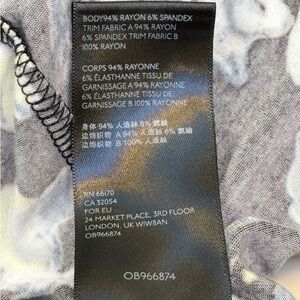 BODY94% RAYON 6% SPANDEX
TRIM FABRIC A 94% RAYON
6% SPANDEX TRIM FABRIC B
100% RAYON
CORPS 94% RAYONNE
6% ÉLASTHANNE TISSU DE
GARNISSAGE A 94% RAYONNE
6% ÉLASTHANNE TISSU DE
GARNISSAGE B 100% RAYONNE
身体 94% 人造絲 6% 氨綸
边饰织物 A 94% 人造絲 6% 氨綸
边饰织物 B 100% 人造絲
RN 66170
CA 32054
FOR EU
24 MARKET PLACE, 3RD FLOOR
LONDON, UK W1W8AN
OB966874
OB966874